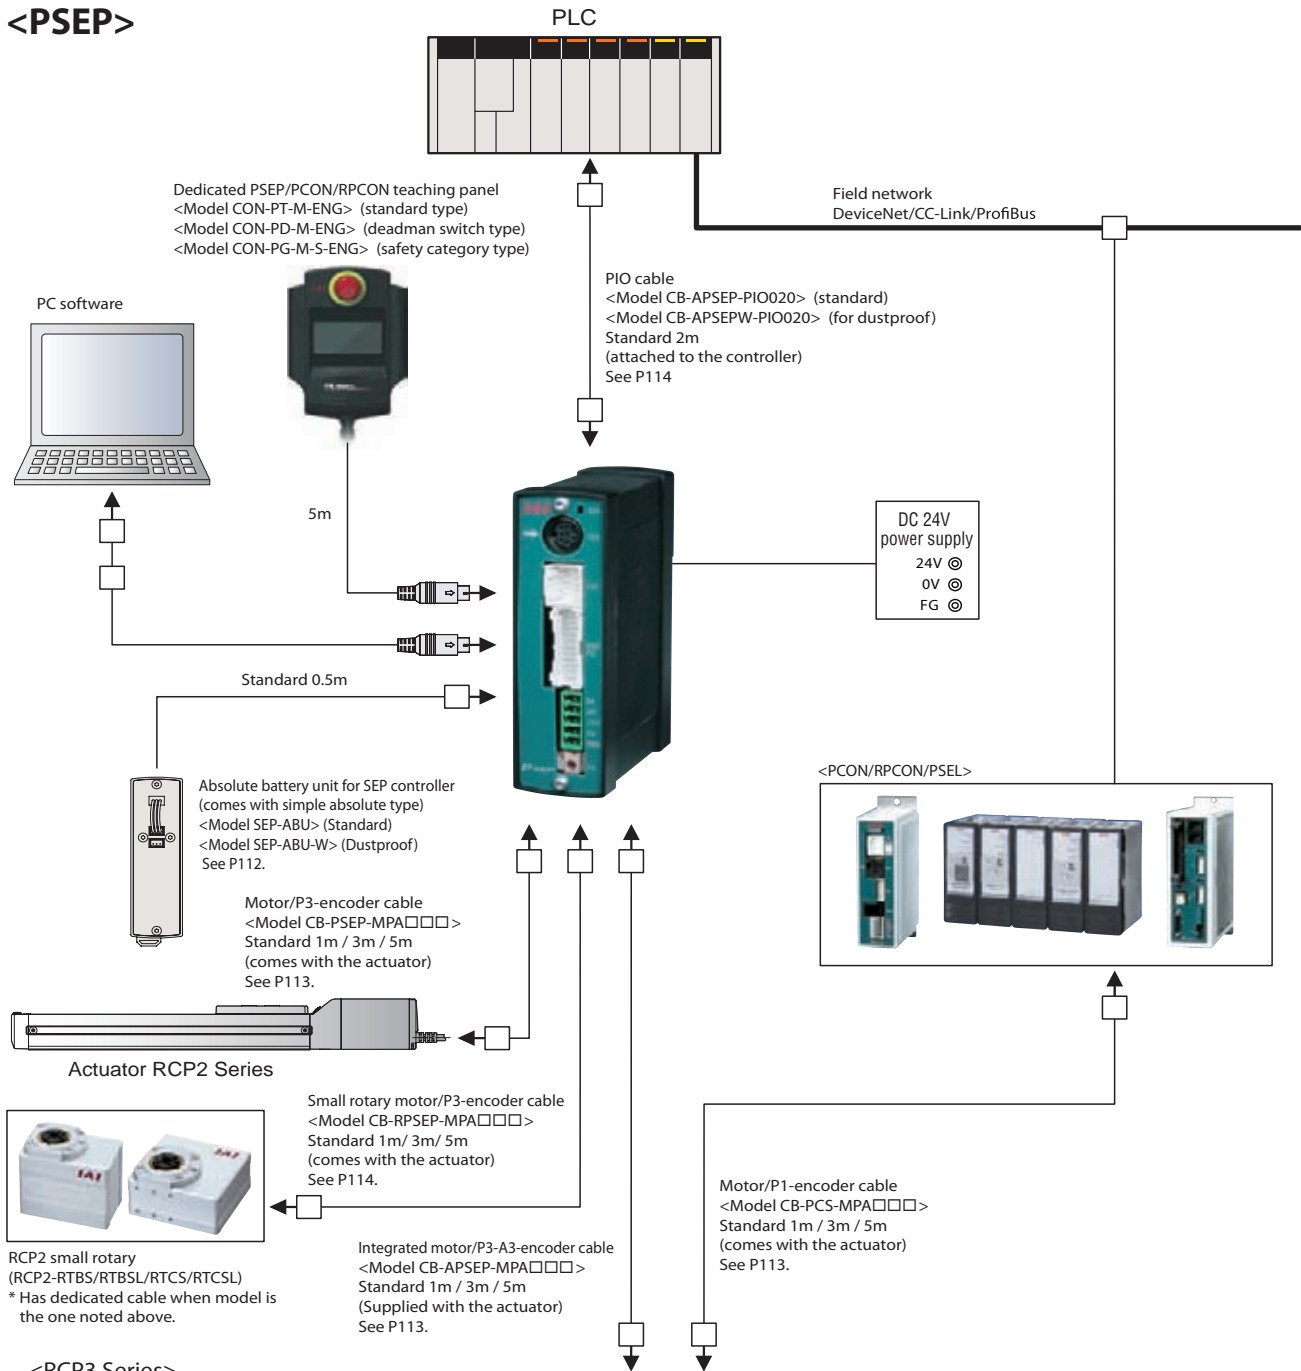 <PSEP>
PLC
Dedicated PSEP/PCON/RPCON teaching panel
<Model CON-PT-M-ENG> (standard type)
<Model CON-PD-M-ENG> (deadman switch type)
<Model CON-PG-M-S-ENG> (safety category type)
Field network
DeviceNet/CC-Link/ProfiBus
PIO cable
<Model CB-APSEP-PIO020> (standard)
<Model CB-APSEPW-PIO020> (for dustproof)
Standard 2m
(attached to the controller)
See P114
PC software
5m
DC 24V
power supply
24V
0V
FG
Standard 0.5m
Absolute battery unit for SEP controller
(comes with simple absolute type)
<Model SEP-ABU> (Standard)
<Model SEP-ABU-W> (Dustproof)
See P112.
<PCON/RPCON/PSEL>
Motor/P3-encoder cable
<Model CB-PSEP-MPA□□□>
Standard 1m / 3m / 5m
(comes with the actuator)
See P113.
Actuator RCP2 Series
Small rotary motor/P3-encoder cable
<Model CB-RPSEP-MPA□□□>
Standard 1m/ 3m/ 5m
(comes with the actuator)
See P114.
IAI
IAI
RCP2 small rotary
(RCP2-RTBS/RTBSL/RTCS/RTCSL)
* Has dedicated cable when model is
the one noted above.
Integrated motor/P3-A3-encoder cable
<Model CB-APSEP-MPA□□□>
Standard 1m / 3m / 5m
(Supplied with the actuator)
See P113.
Motor/P1-encoder cable
<Model CB-PCS-MPA□□□>
Standard 1m / 3m / 5m
(comes with the actuator)
See P113.
<RCP3 Series>